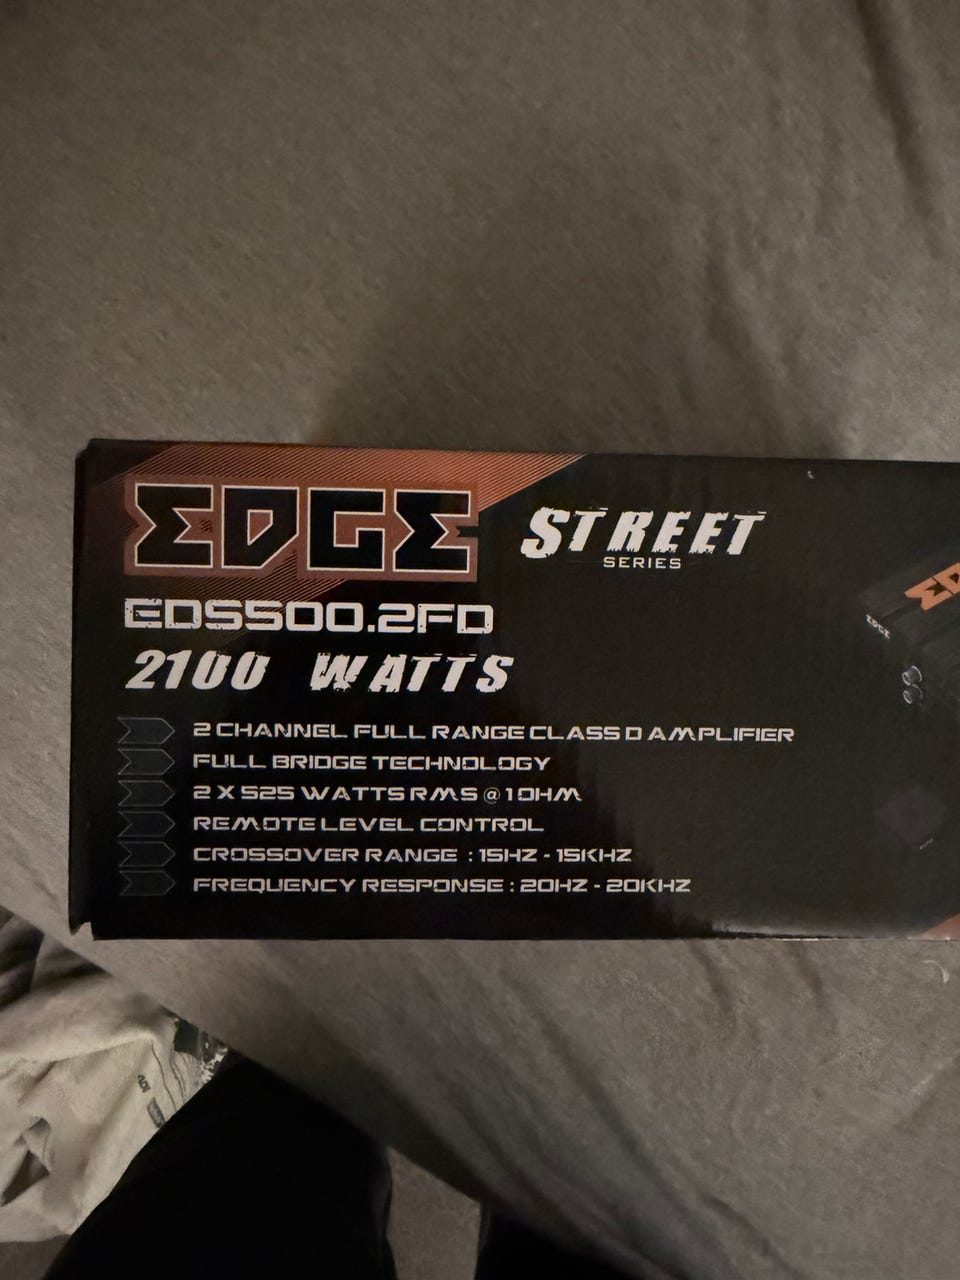 EDGE
STREET
SERIES
EDS500.2FD
2100 WATTS
2 CHANNEL FULL RANGE CLASS D AMPLIFIER
FULL BRIDGE TECHNOLOGY
2 X 525 WATTS RMS @ 1 OHM
REMOTE LEVEL CONTROL
CROSSOVER RANGE : 15HZ - 15KHZ
FREQUENCY RESPONSE : 20HZ - 20KHZ
EDGE